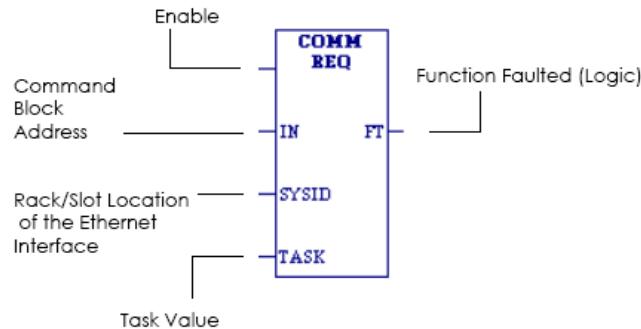 Enable
COMM
REQ
Function Faulted (Logic)
Command
Block
Address
IN
FT
Rack/Slot Location
of the Ethernet
Interface
SYSID
TASK
Task Value